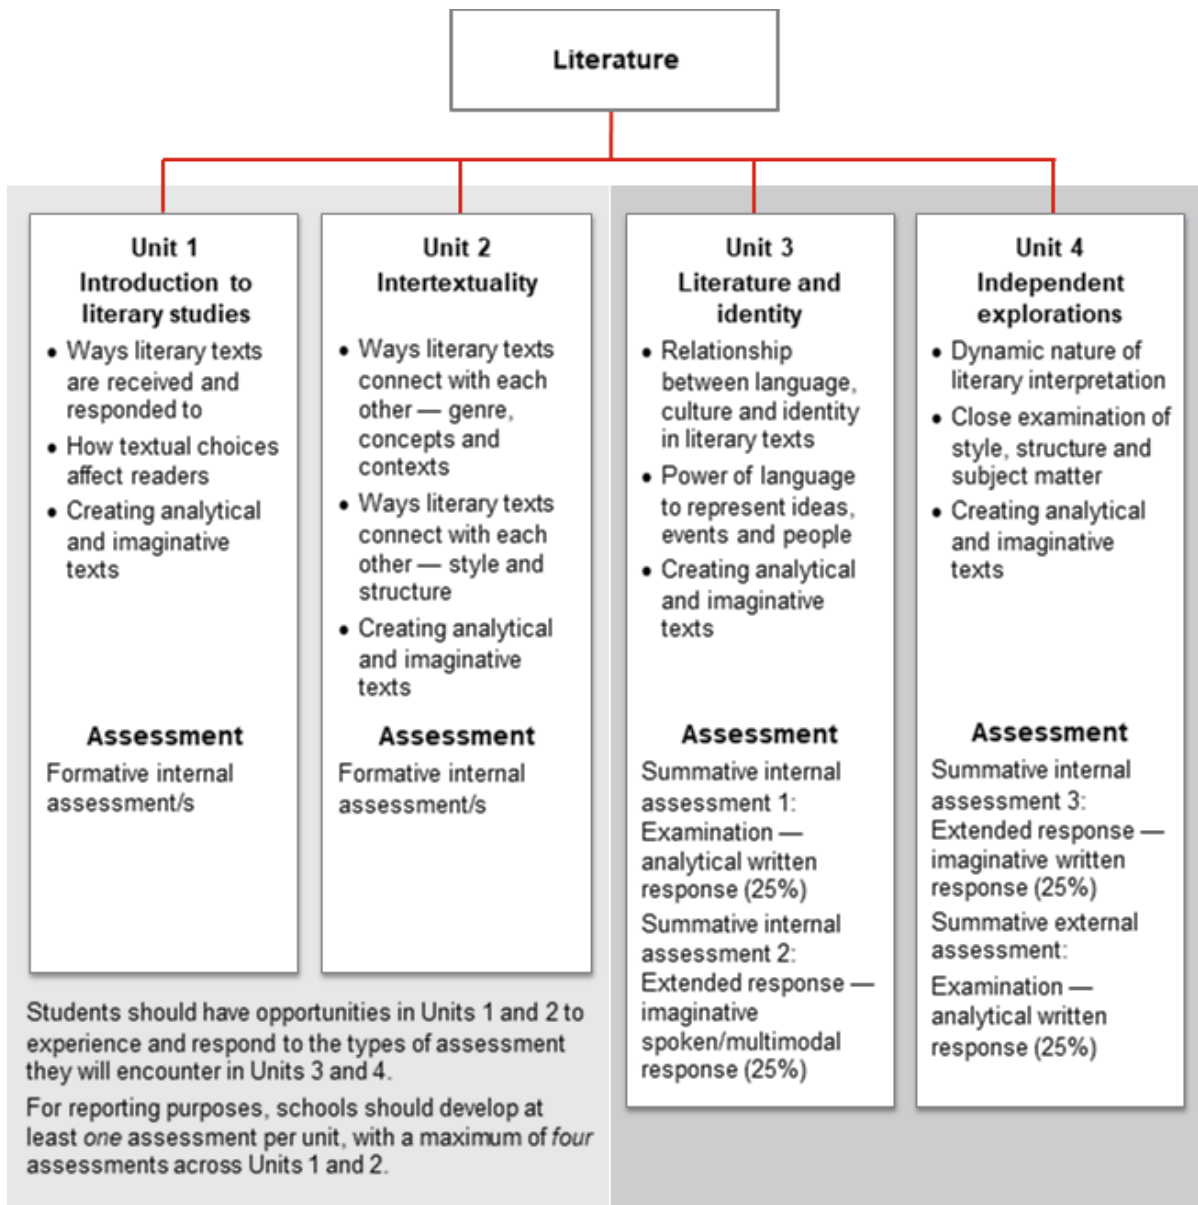 Literature
Unit 1
Introduction to
literary studies
• Ways literary texts
are received and
responded to
• How textual choices
affect readers
• Creating analytical
and imaginative
texts
Assessment
Formative internal
assessment/s
Unit 2
Intertextuality
• Ways literary texts
connect with each
other — genre,
concepts and
contexts
• Ways literary texts
connect with each
other — style and
structure
• Creating analytical
and imaginative
texts
Assessment
Formative internal
assessment/s
Students should have opportunities in Units 1 and 2 to
experience and respond to the types of assessment
they will encounter in Units 3 and 4.
For reporting purposes, schools should develop at
least one assessment per unit, with a maximum of four
assessments across Units 1 and 2.
Unit 3
Literature and
identity
• Relationship
between language,
culture and identity
in literary texts
• Power of language
to represent ideas,
events and people
• Creating analytical
and imaginative
texts
Assessment
Summative internal
assessment 1:
Examination —
analytical written
response (25%)
Summative internal
assessment 2:
Extended response —
imaginative
spoken/multimodal
response (25%)
Unit 4
Independent
explorations
• Dynamic nature of
literary interpretation
• Close examination of
style, structure and
subject matter
• Creating analytical
and imaginative
texts
Assessment
Summative internal
assessment 3:
Extended response —
imaginative written
response (25%)
Summative external
assessment:
Examination —
analytical written
response (25%)